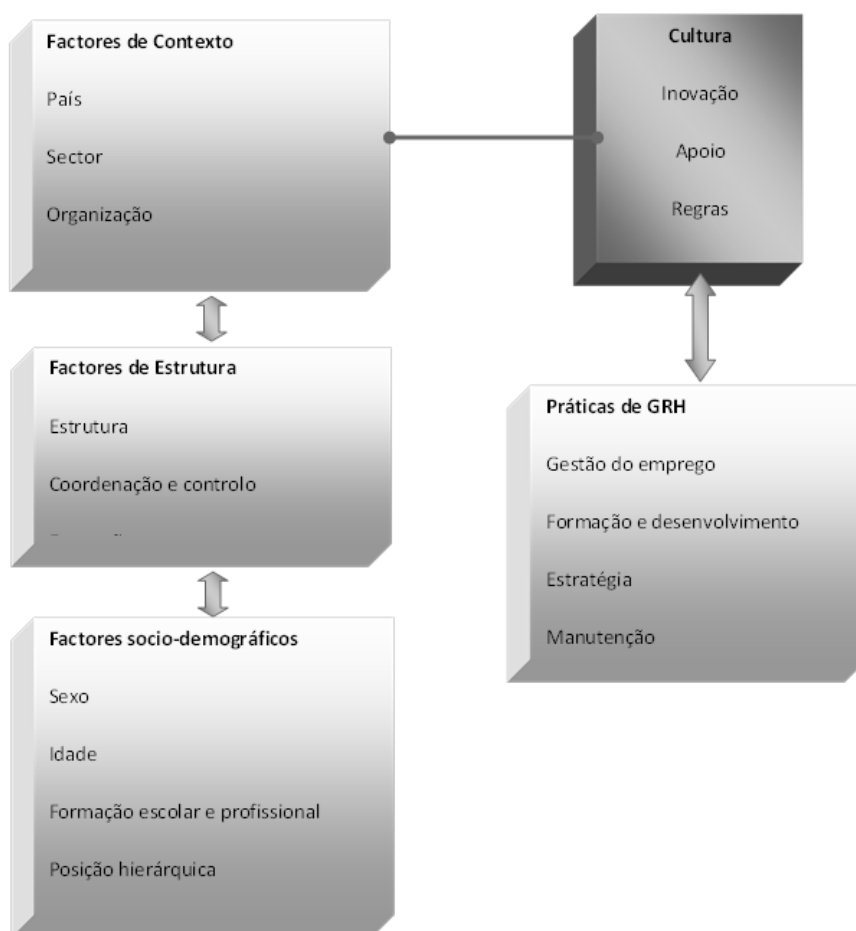 Factores de Contexto
País
Sector
Organização
Cultura
Inovação
Apoio
Regras
Factores de Estrutura
Estrutura
Coordenação e controlo
Práticas de GRH
Gestão do emprego
Formação e desenvolvimento
Estratégia
Manutenção
Factores socio-demográficos
Sexo
Idade
Formação escolar e profissional
Posição hierárquica